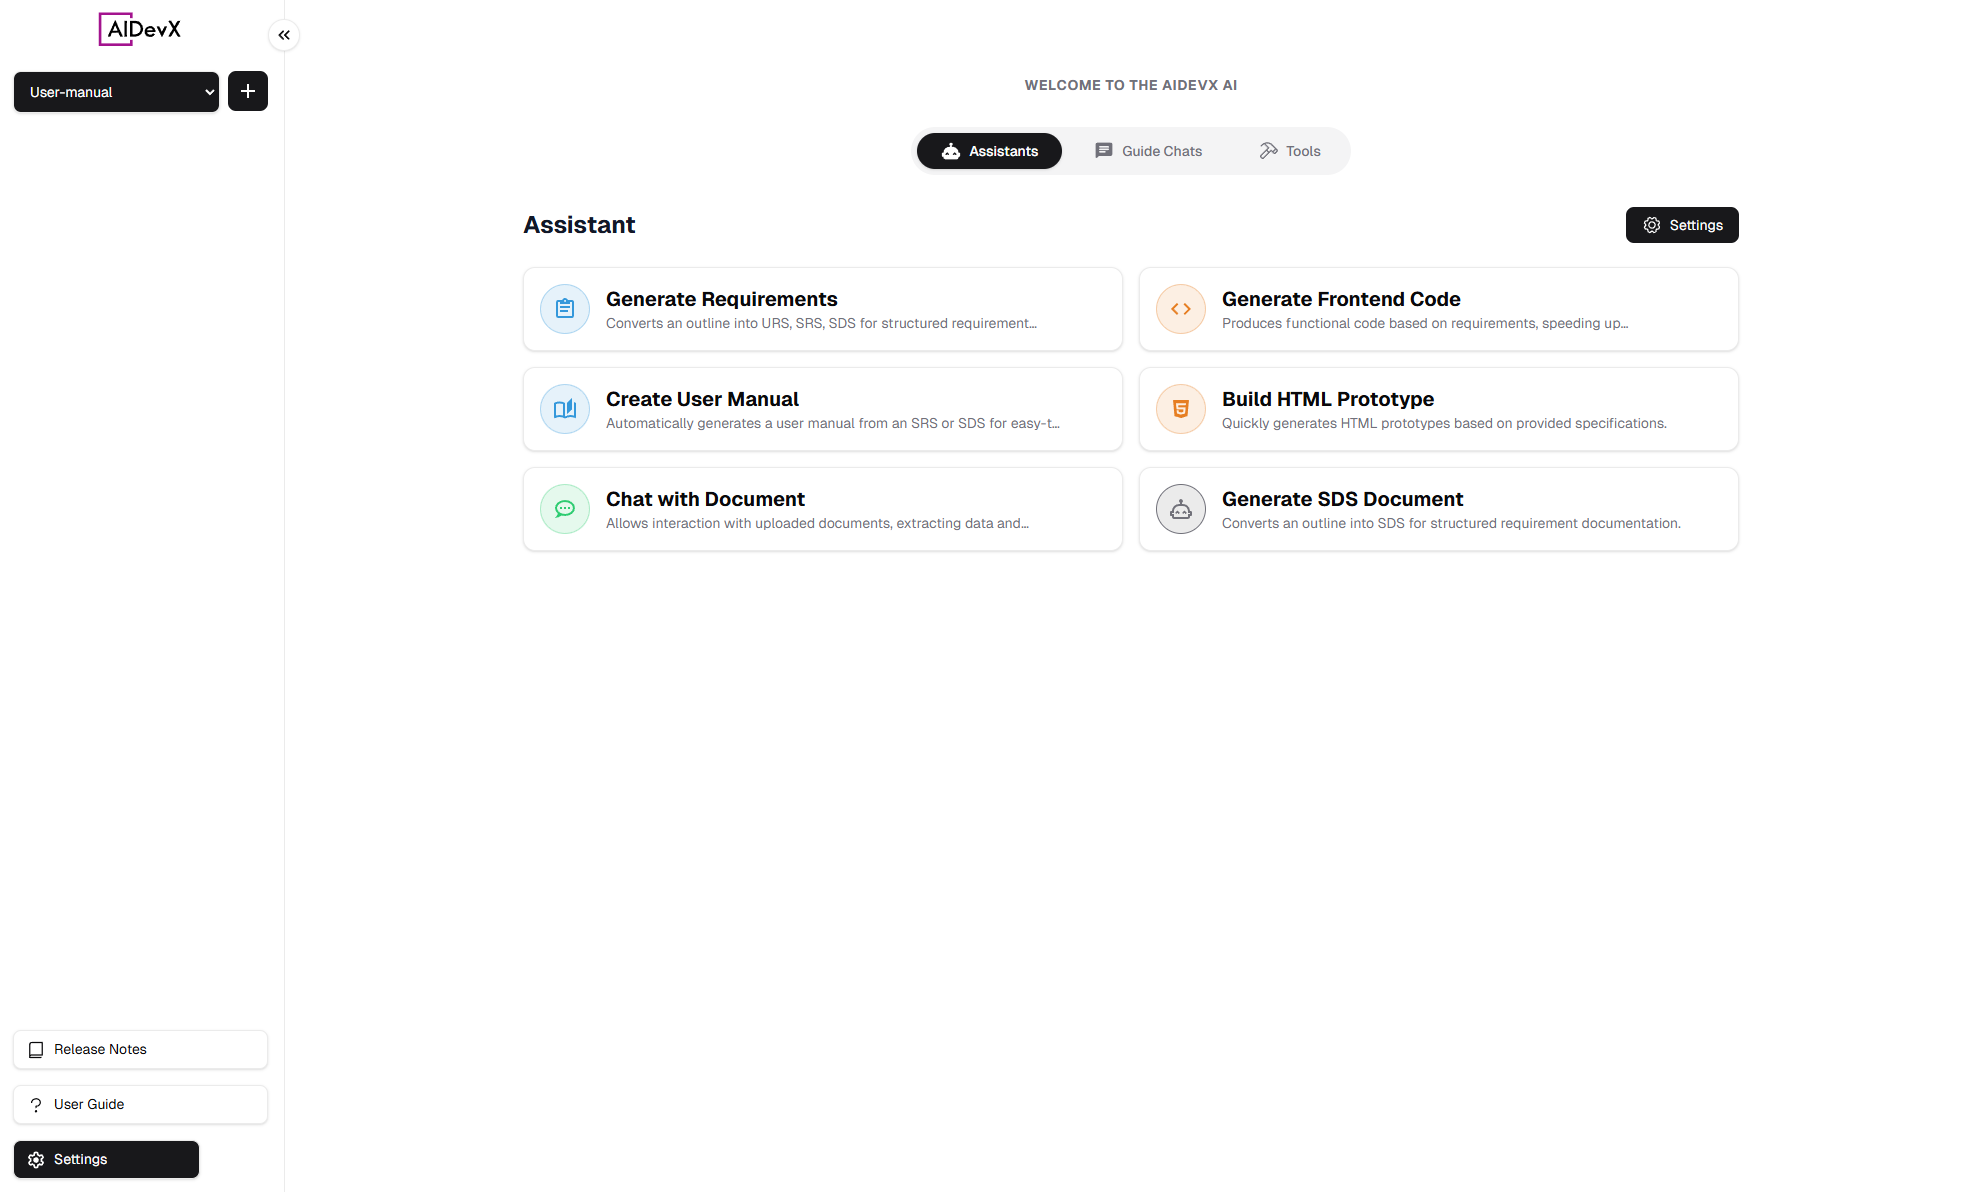 AIDevX
User-manual
WELCOME TO THE AIDEVX AI
Assistants
Guide Chats
Tools
Assistant
Settings
Generate Requirements
Converts an outline into URS, SRS, SDS for structured requirement...
Generate Frontend Code
Produces functional code based on requirements, speeding up...
Create User Manual
Automatically generates a user manual from an SRS or SDS for easy-t...
Build HTML Prototype
Quickly generates HTML prototypes based on provided specifications.
Chat with Document
Allows interaction with uploaded documents, extracting data and...
Generate SDS Document
Converts an outline into SDS for structured requirement documentation.
Release Notes
User Guide
Settings